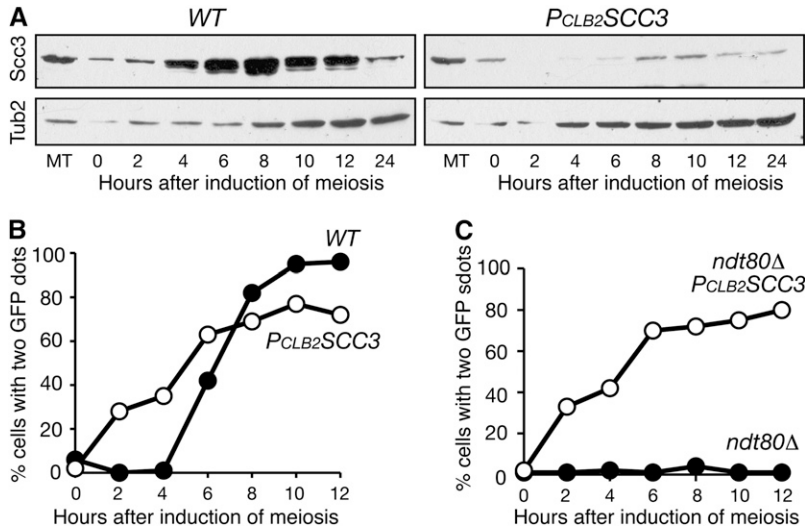 A
WT
PCLB2SCC3
Scc3
Tub2
MT 0 2 4 6 8 10 12 24
MT 0 2 4 6 8 10 12 24
Hours after induction of meiosis
Hours after induction of meiosis
B
% cells with two GFP dots
100
80
60
40
20
0
WT
PCLB2SCC3
0 2 4 6 8 10 12
Hours after induction of meiosis
C
% cells with two GFP sdots
100
80
60
40
20
0
ndt80Δ
PCLB2SCC3
ndt80Δ
0 2 4 6 8 10 12
Hours after induction of meiosis